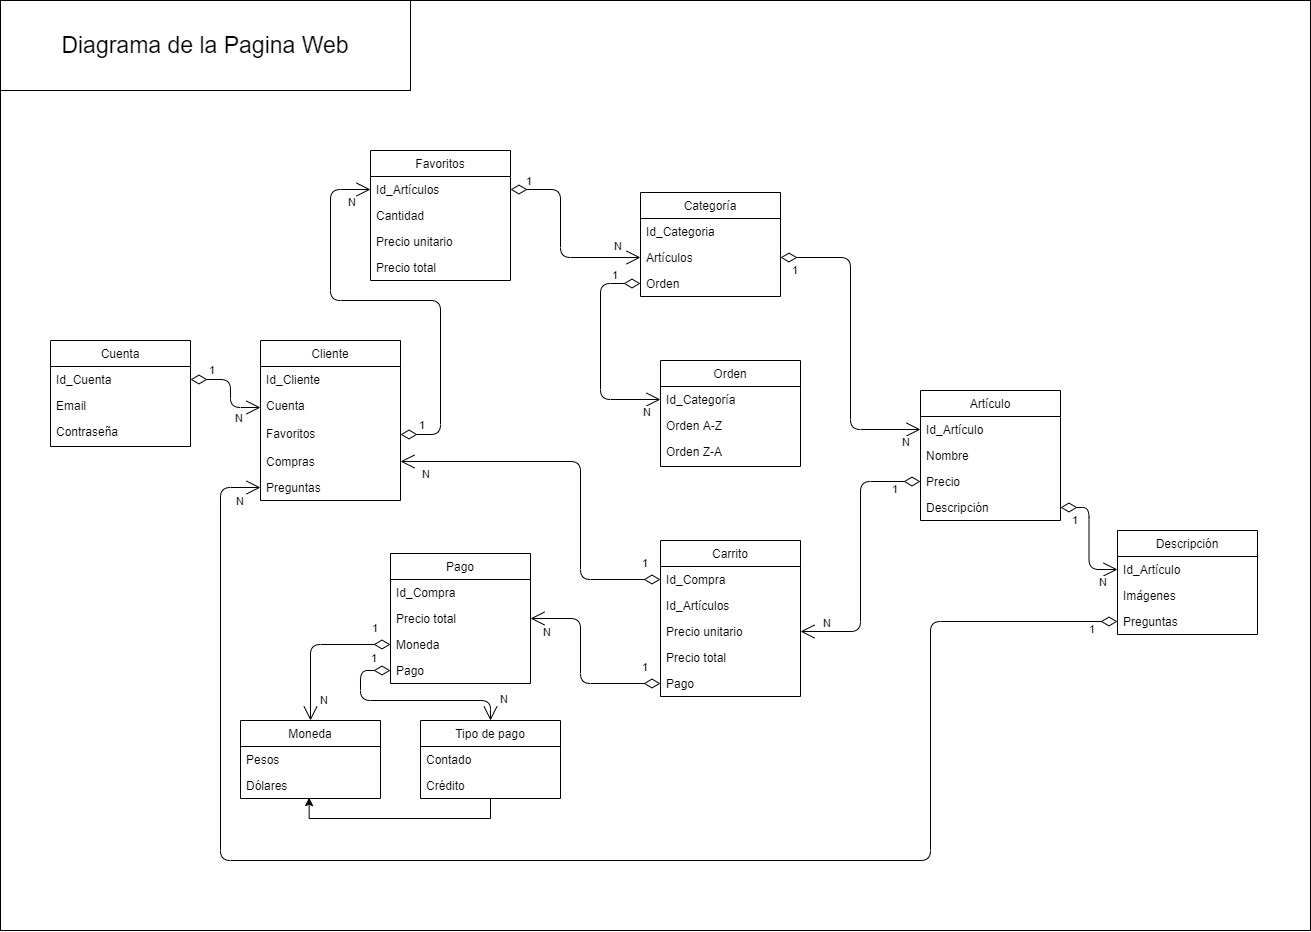 Diagrama de la Pagina Web
Favoritos
Id_Artículos
Cantidad
Precio unitario
Precio total
1
N
Categoría
Id_Categoria
Artículos
Orden
N
1
1
Cuenta
Id_Cuenta
Email
Contraseña
1
N
Cliente
Id_Cliente
Cuenta
Favoritos
Compras
Preguntas
1
N
N
Orden
Id_Categoría
Orden A-Z
Orden Z-A
N
Artículo
Id_Artículo
Nombre
Precio
Descripción
N
1
1
Descripción
Id_Artículo
Imágenes
Preguntas
N
1
Carrito
Id_Compra
Id_Artículos
Precio unitario
Precio total
Pago
1
N
1
Pago
Id_Compra
Precio total
Moneda
Pago
N
1
1
N
N
Moneda
Pesos
Dólares
Tipo de pago
Contado
Crédito